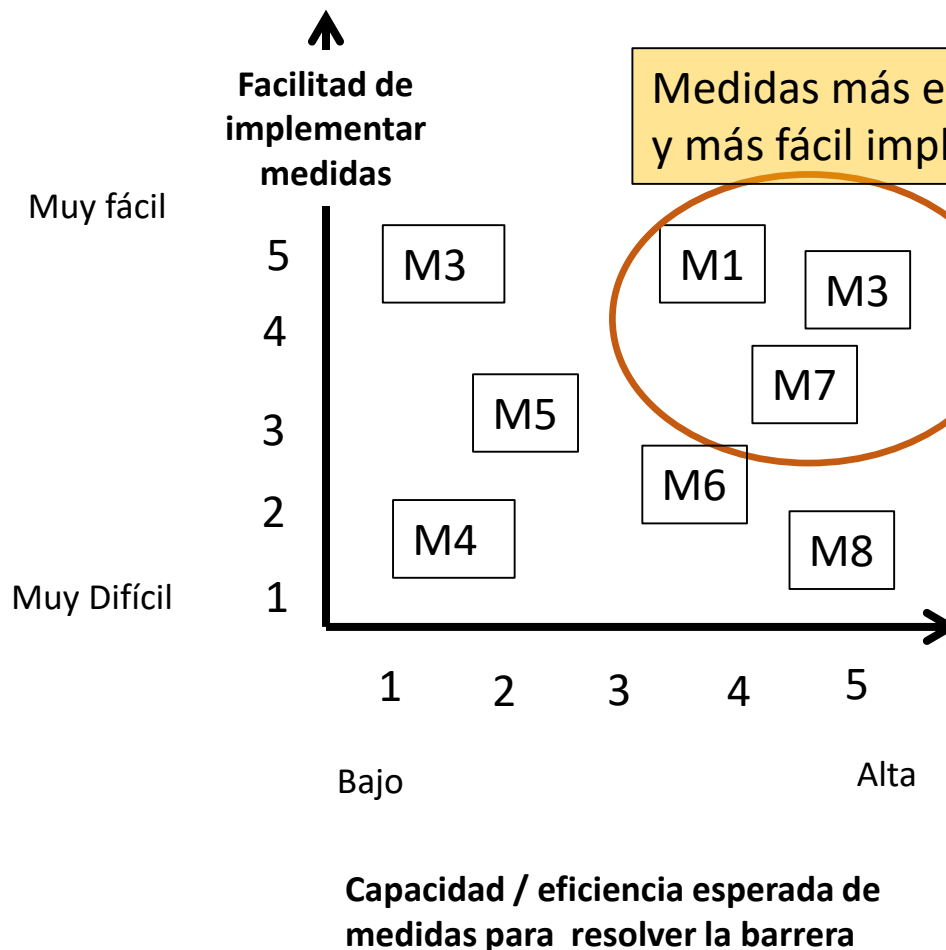 Facilitad de
implementar
medidas
Medidas más e
y más fácil impl
Muy fácil
5
M3
M1
M3
4
M7
3
M5
M6
2
M4
M8
Muy Difícil
1
1 2 3 4 5
Bajo
Alta
Capacidad / eficiencia esperada de
medidas para resolver la barrera